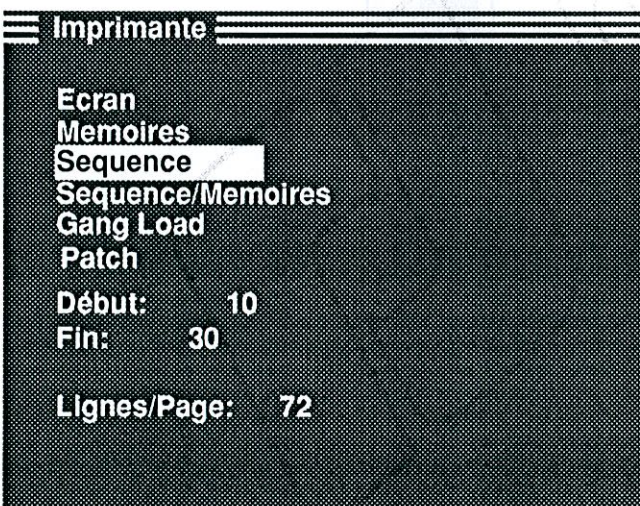 Imprimante
Ecran
Memoires
Sequence
Sequence/Memoires
Gang Load
Patch
Début: 10
Fin: 30
Lignes/Page: 72